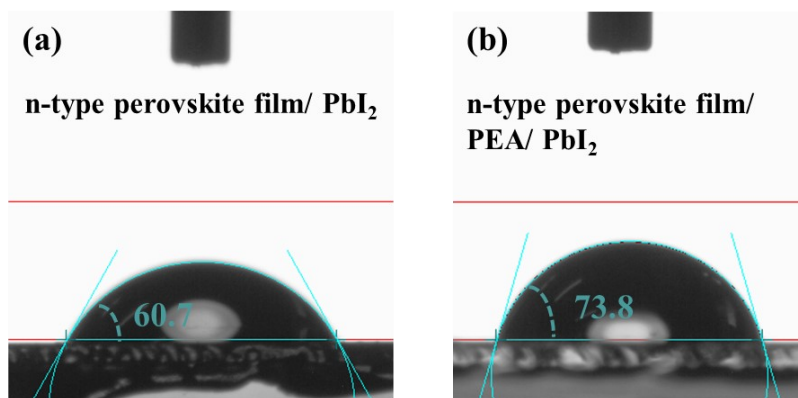 (a)
n-type perovskite film/ PbI₂
60.7
(b)
n-type perovskite film/
PEA/ PbI₂
73.8